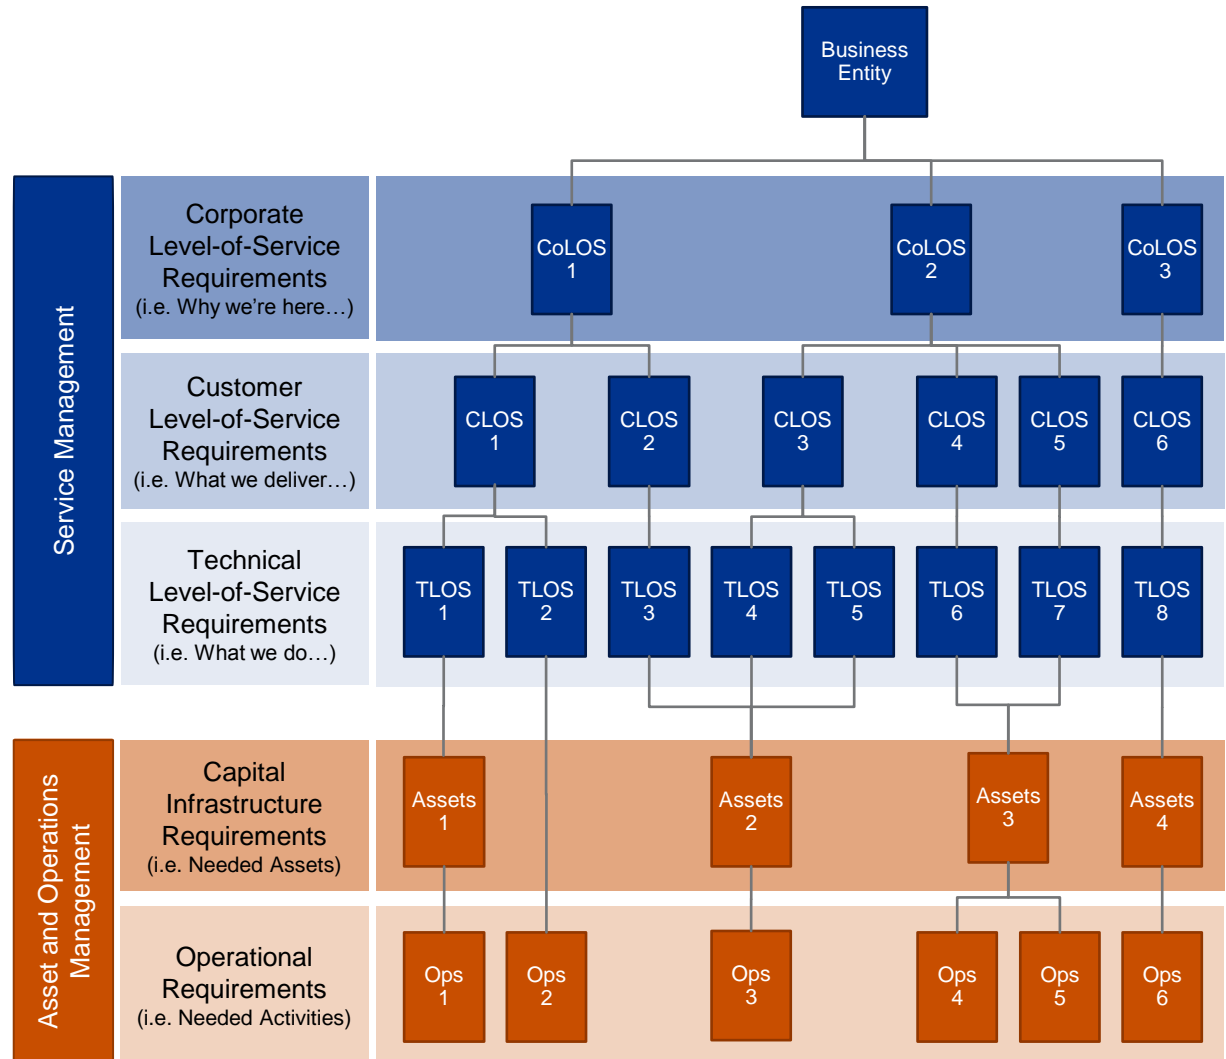 Business
Entity
Service Management
Corporate
Level-of-Service
Requirements
(i.e. Why we’re here…)
CoLOS
1
CoLOS
2
CoLOS
3
Customer
Level-of-Service
Requirements
(i.e. What we deliver…)
CLOS
1
CLOS
2
CLOS
3
CLOS
4
CLOS
5
CLOS
6
Technical
Level-of-Service
Requirements
(i.e. What we do…)
TLOS
1
TLOS
2
TLOS
3
TLOS
4
TLOS
5
TLOS
6
TLOS
7
TLOS
8
Asset and Operations
Management
Capital
Infrastructure
Requirements
(i.e. Needed Assets)
Assets
1
Assets
2
Assets
3
Assets
4
Operational
Requirements
(i.e. Needed Activities)
Ops
1
Ops
2
Ops
3
Ops
4
Ops
5
Ops
6